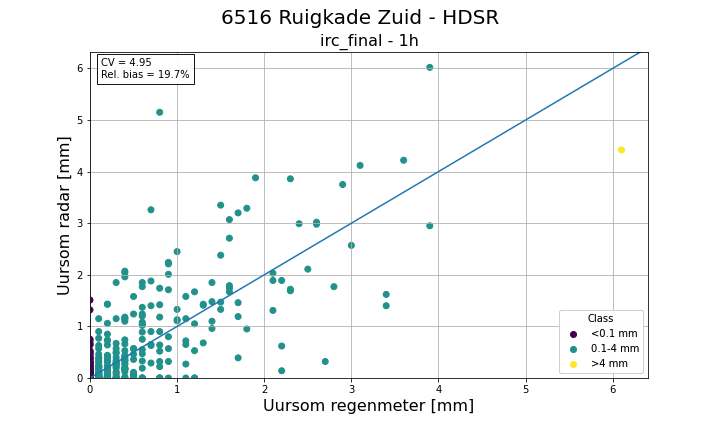 6516 Ruigkade Zuid - HDSR
irc_final - 1h
CV = 4.95
Rel. bias = 19.7%
Uursom radar [mm]
6
5
4
3
2
1
0
0 1 2 3 4 5 6
Uursom regenmeter [mm]
Class
<0.1 mm
0.1-4 mm
>4 mm